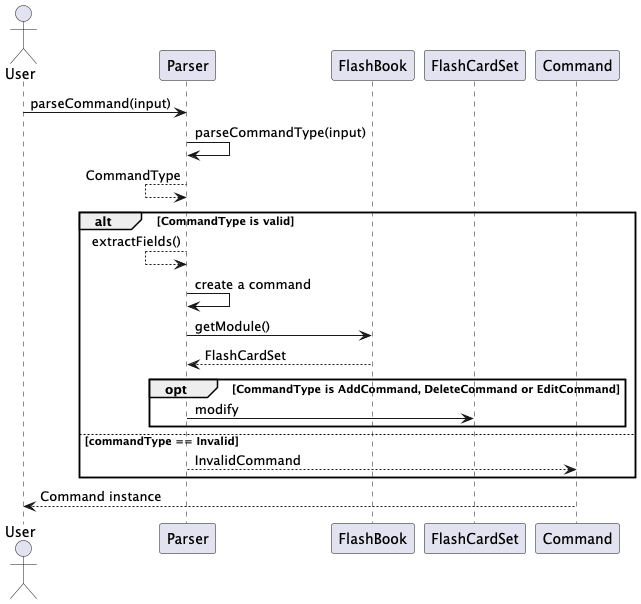 User
Parser
FlashBook
FlashCardSet
Command
parseCommand(input)
parseCommandType(input)
CommandType
alt
[CommandType is valid]
extractFields()
create a command
getModule()
FlashCardSet
opt
[CommandType is AddCommand, DeleteCommand or EditCommand]
modify
[commandType == Invalid]
InvalidCommand
Command instance
User
Parser
FlashBook
FlashCardSet
Command